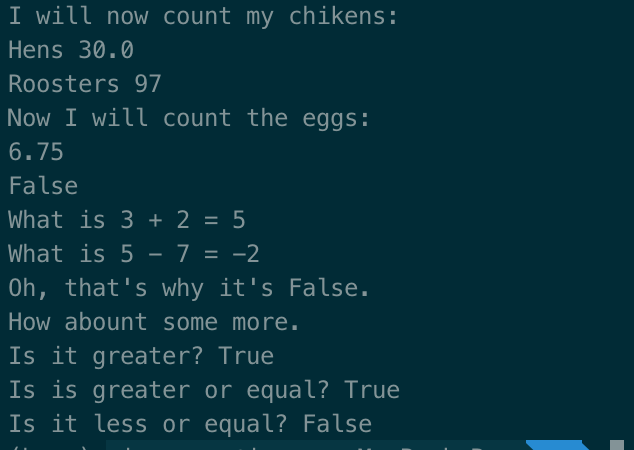 I will now count my chikens:
Hens 30.0
Roosters 97
Now I will count the eggs:
6.75
False
What is 3 + 2 = 5
What is 5 − 7 = −2
Oh, that's why it's False.
How abount some more.
Is it greater? True
Is is greater or equal? True
Is it less or equal? False